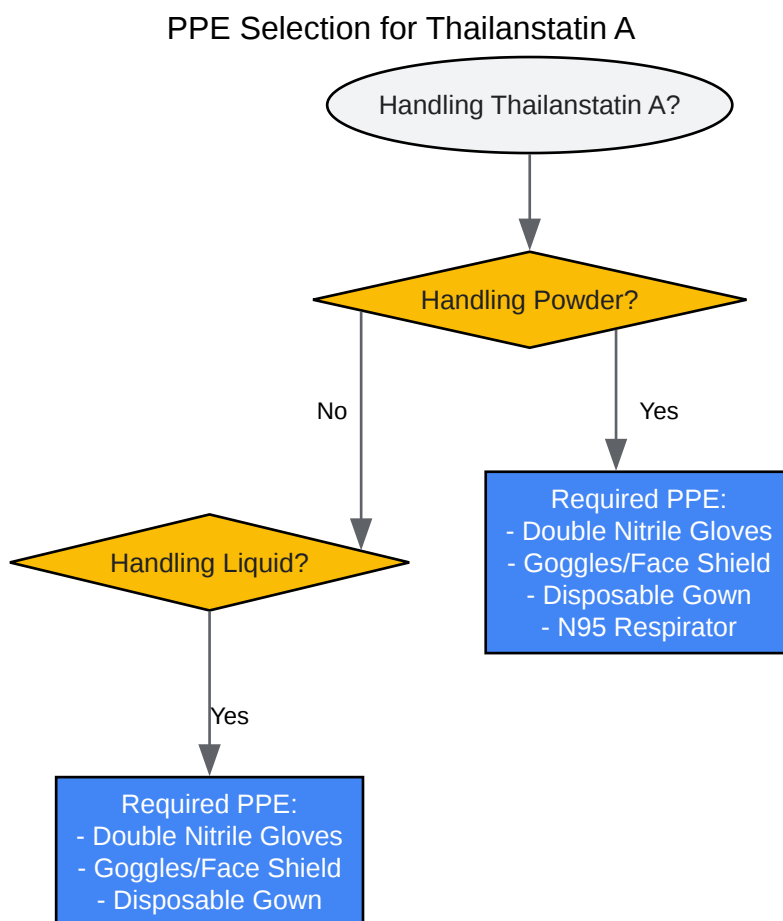 PPE Selection for Thailanstatin A
Handling Thailanstatin A?
Handling Powder?
No
Yes
Required PPE:
- Double Nitrile Gloves
- Goggles/Face Shield
- Disposable Gown
- N95 Respirator
Handling Liquid?
Yes
Required PPE:
- Double Nitrile Gloves
- Goggles/Face Shield
- Disposable Gown